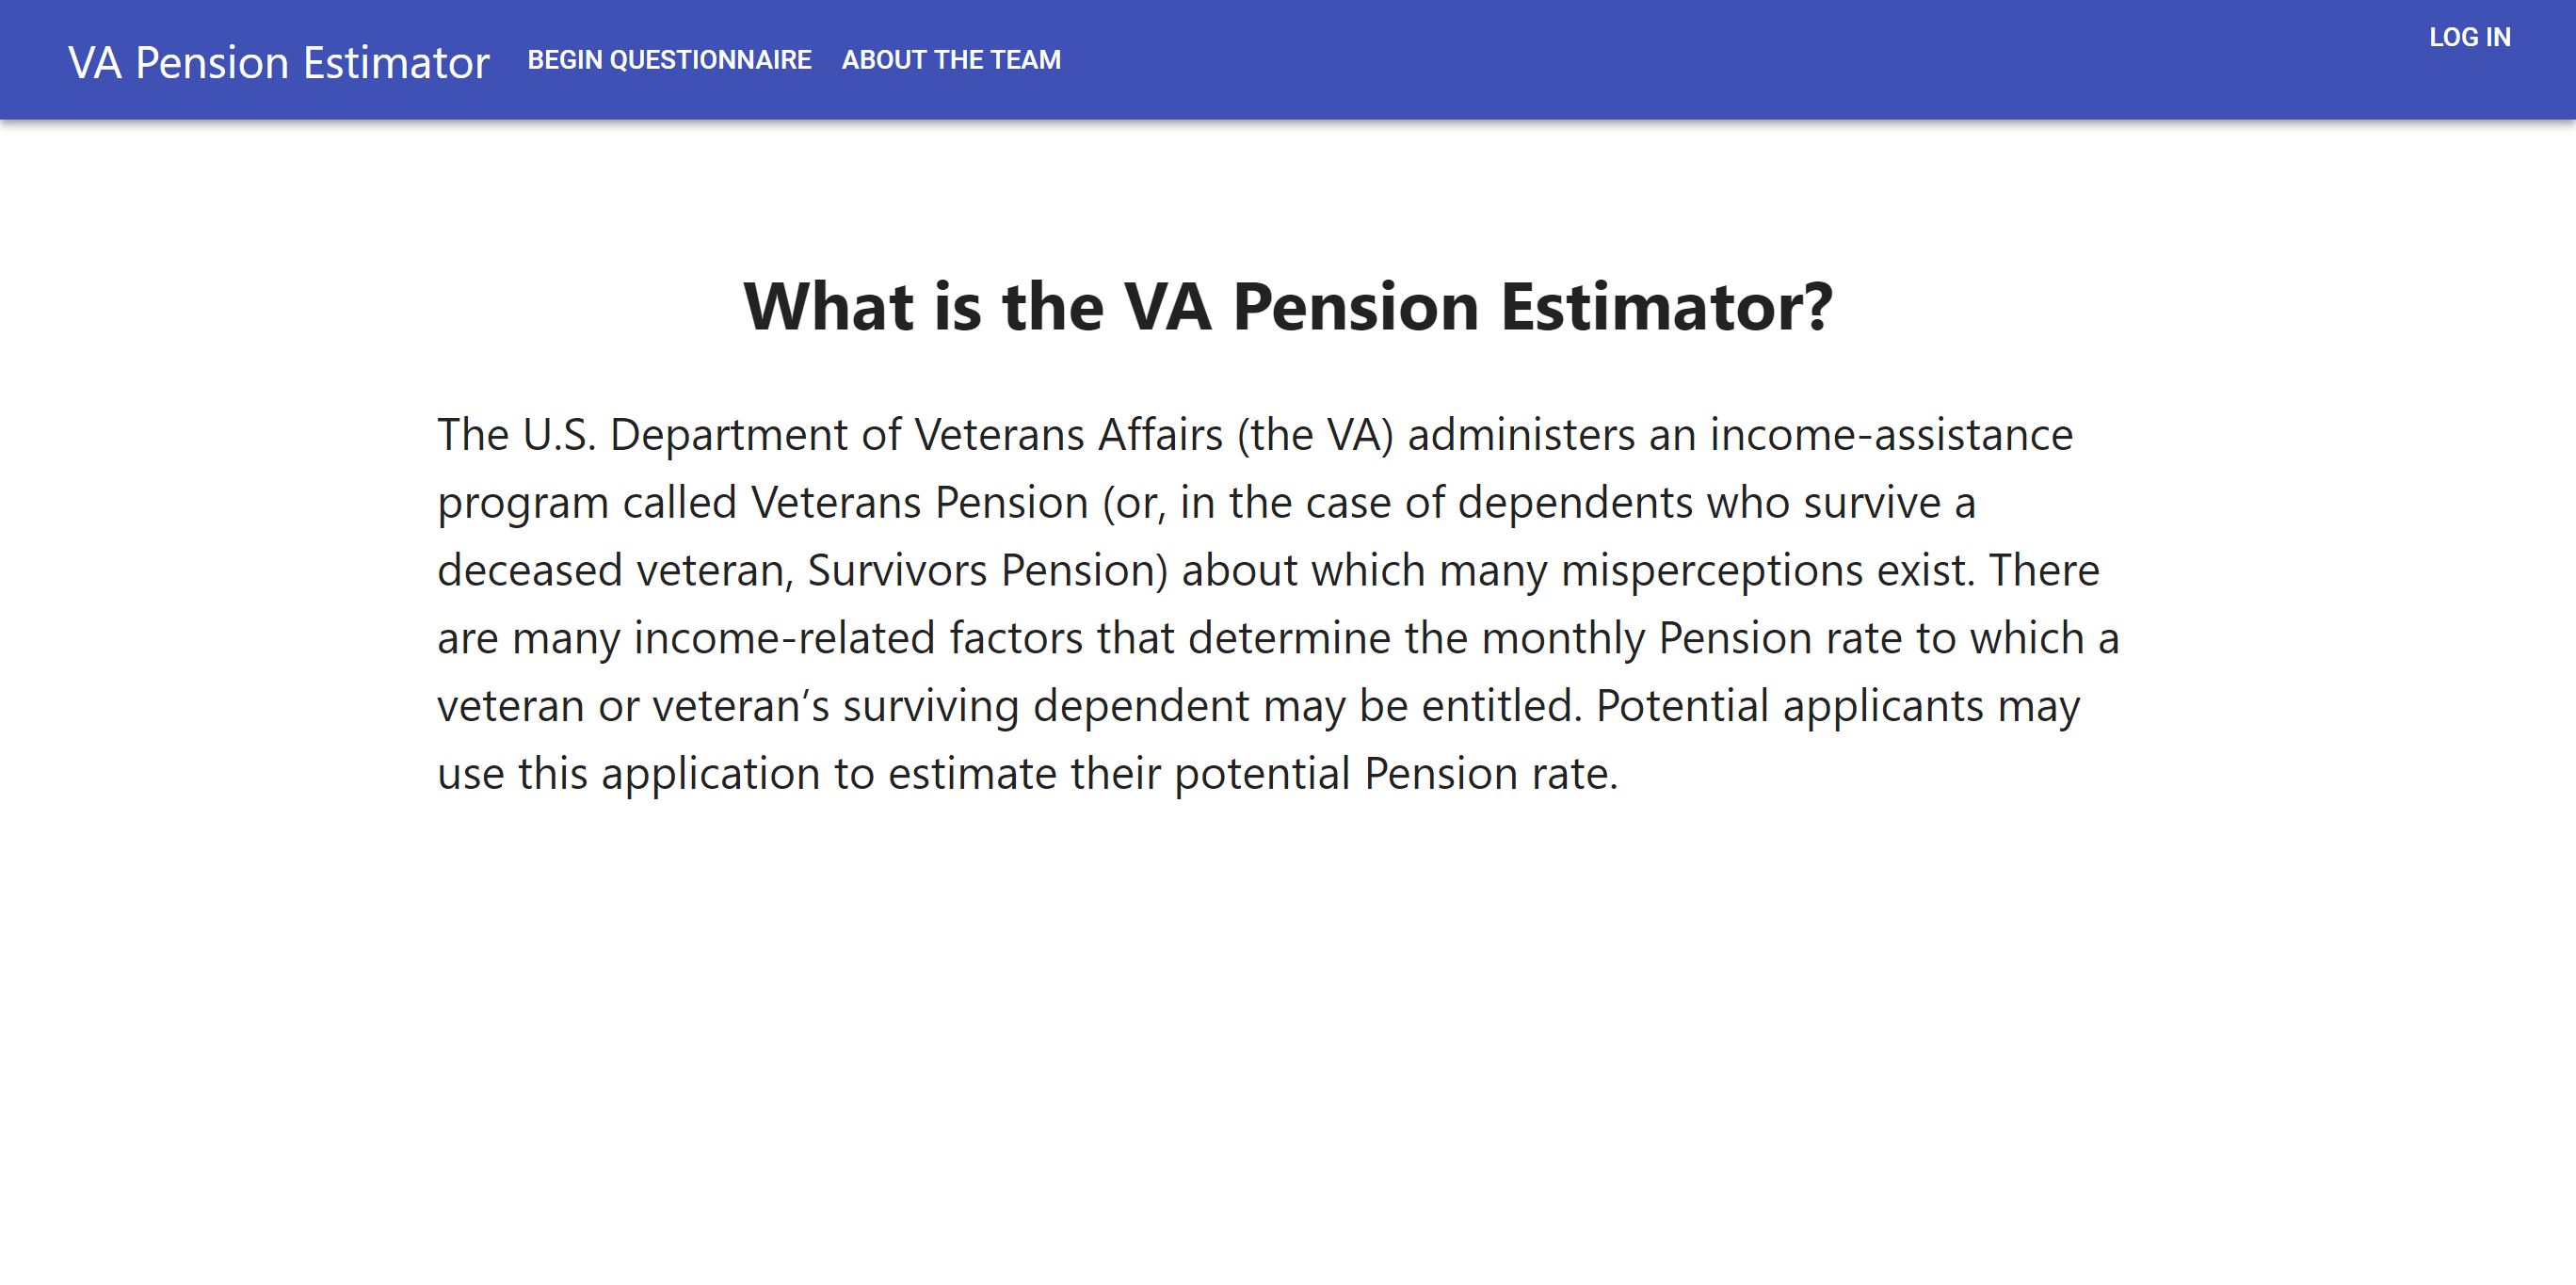 VA Pension Estimator BEGIN QUESTIONNAIRE ABOUT THE TEAM LOG IN
What is the VA Pension Estimator?
The U.S. Department of Veterans Affairs (the VA) administers an income-assistance
program called Veterans Pension (or, in the case of dependents who survive a
deceased veteran, Survivors Pension) about which many misperceptions exist. There
are many income-related factors that determine the monthly Pension rate to which a
veteran or veteran’s surviving dependent may be entitled. Potential applicants may
use this application to estimate their potential Pension rate.